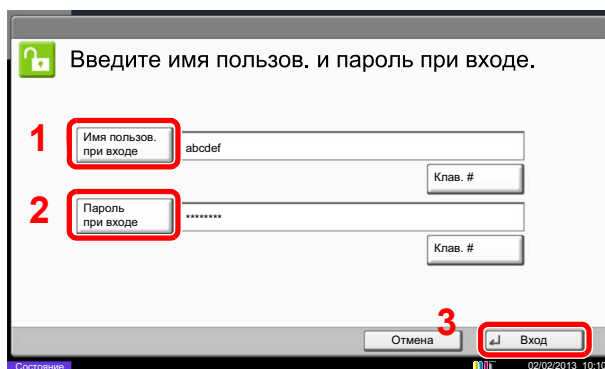 Введите имя пользов. и пароль при входе.
1
Имя пользов.
при входе
abcdef
Клав. #
2
Пароль
при входе
********
Клав. #
3
Отмена
Вход
Состояние
02/02/2013 10:10